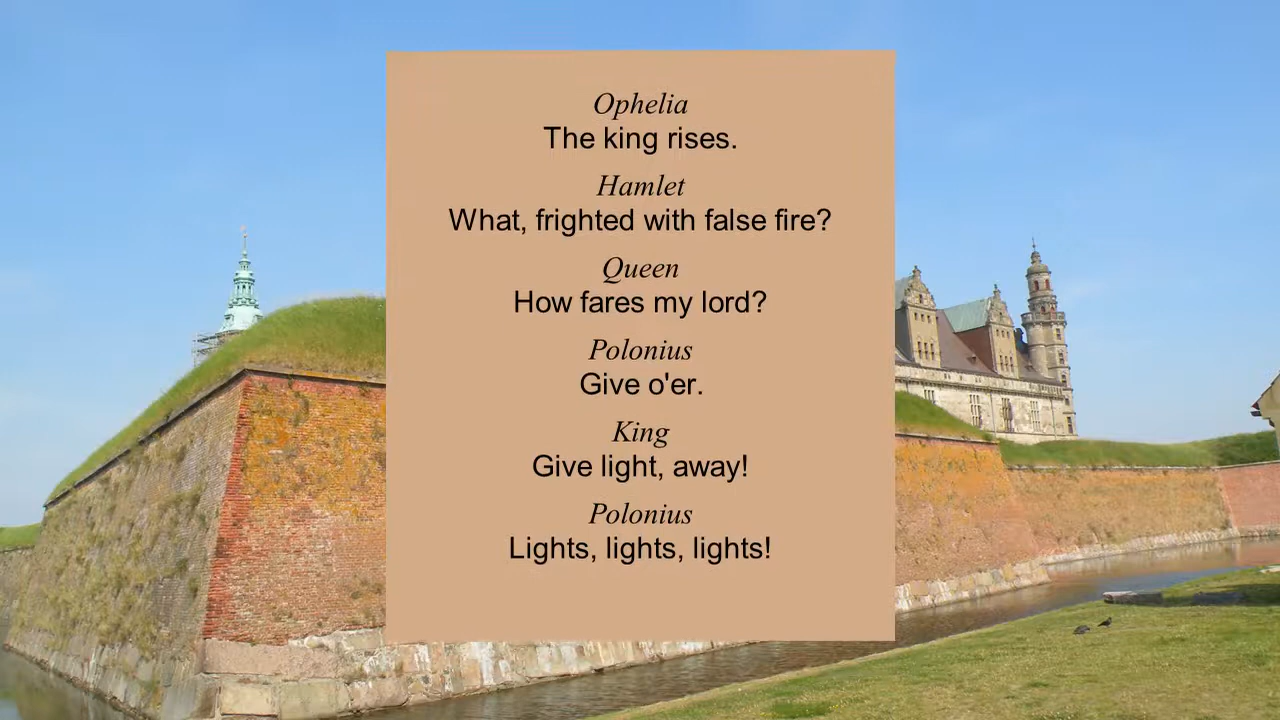 Ophelia
The king rises.
Hamlet
What, frighted with false fire?
Queen
How fares my lord?
Polonius
Give o'er.
King
Give light, away!
Polonius
Lights, lights, lights!